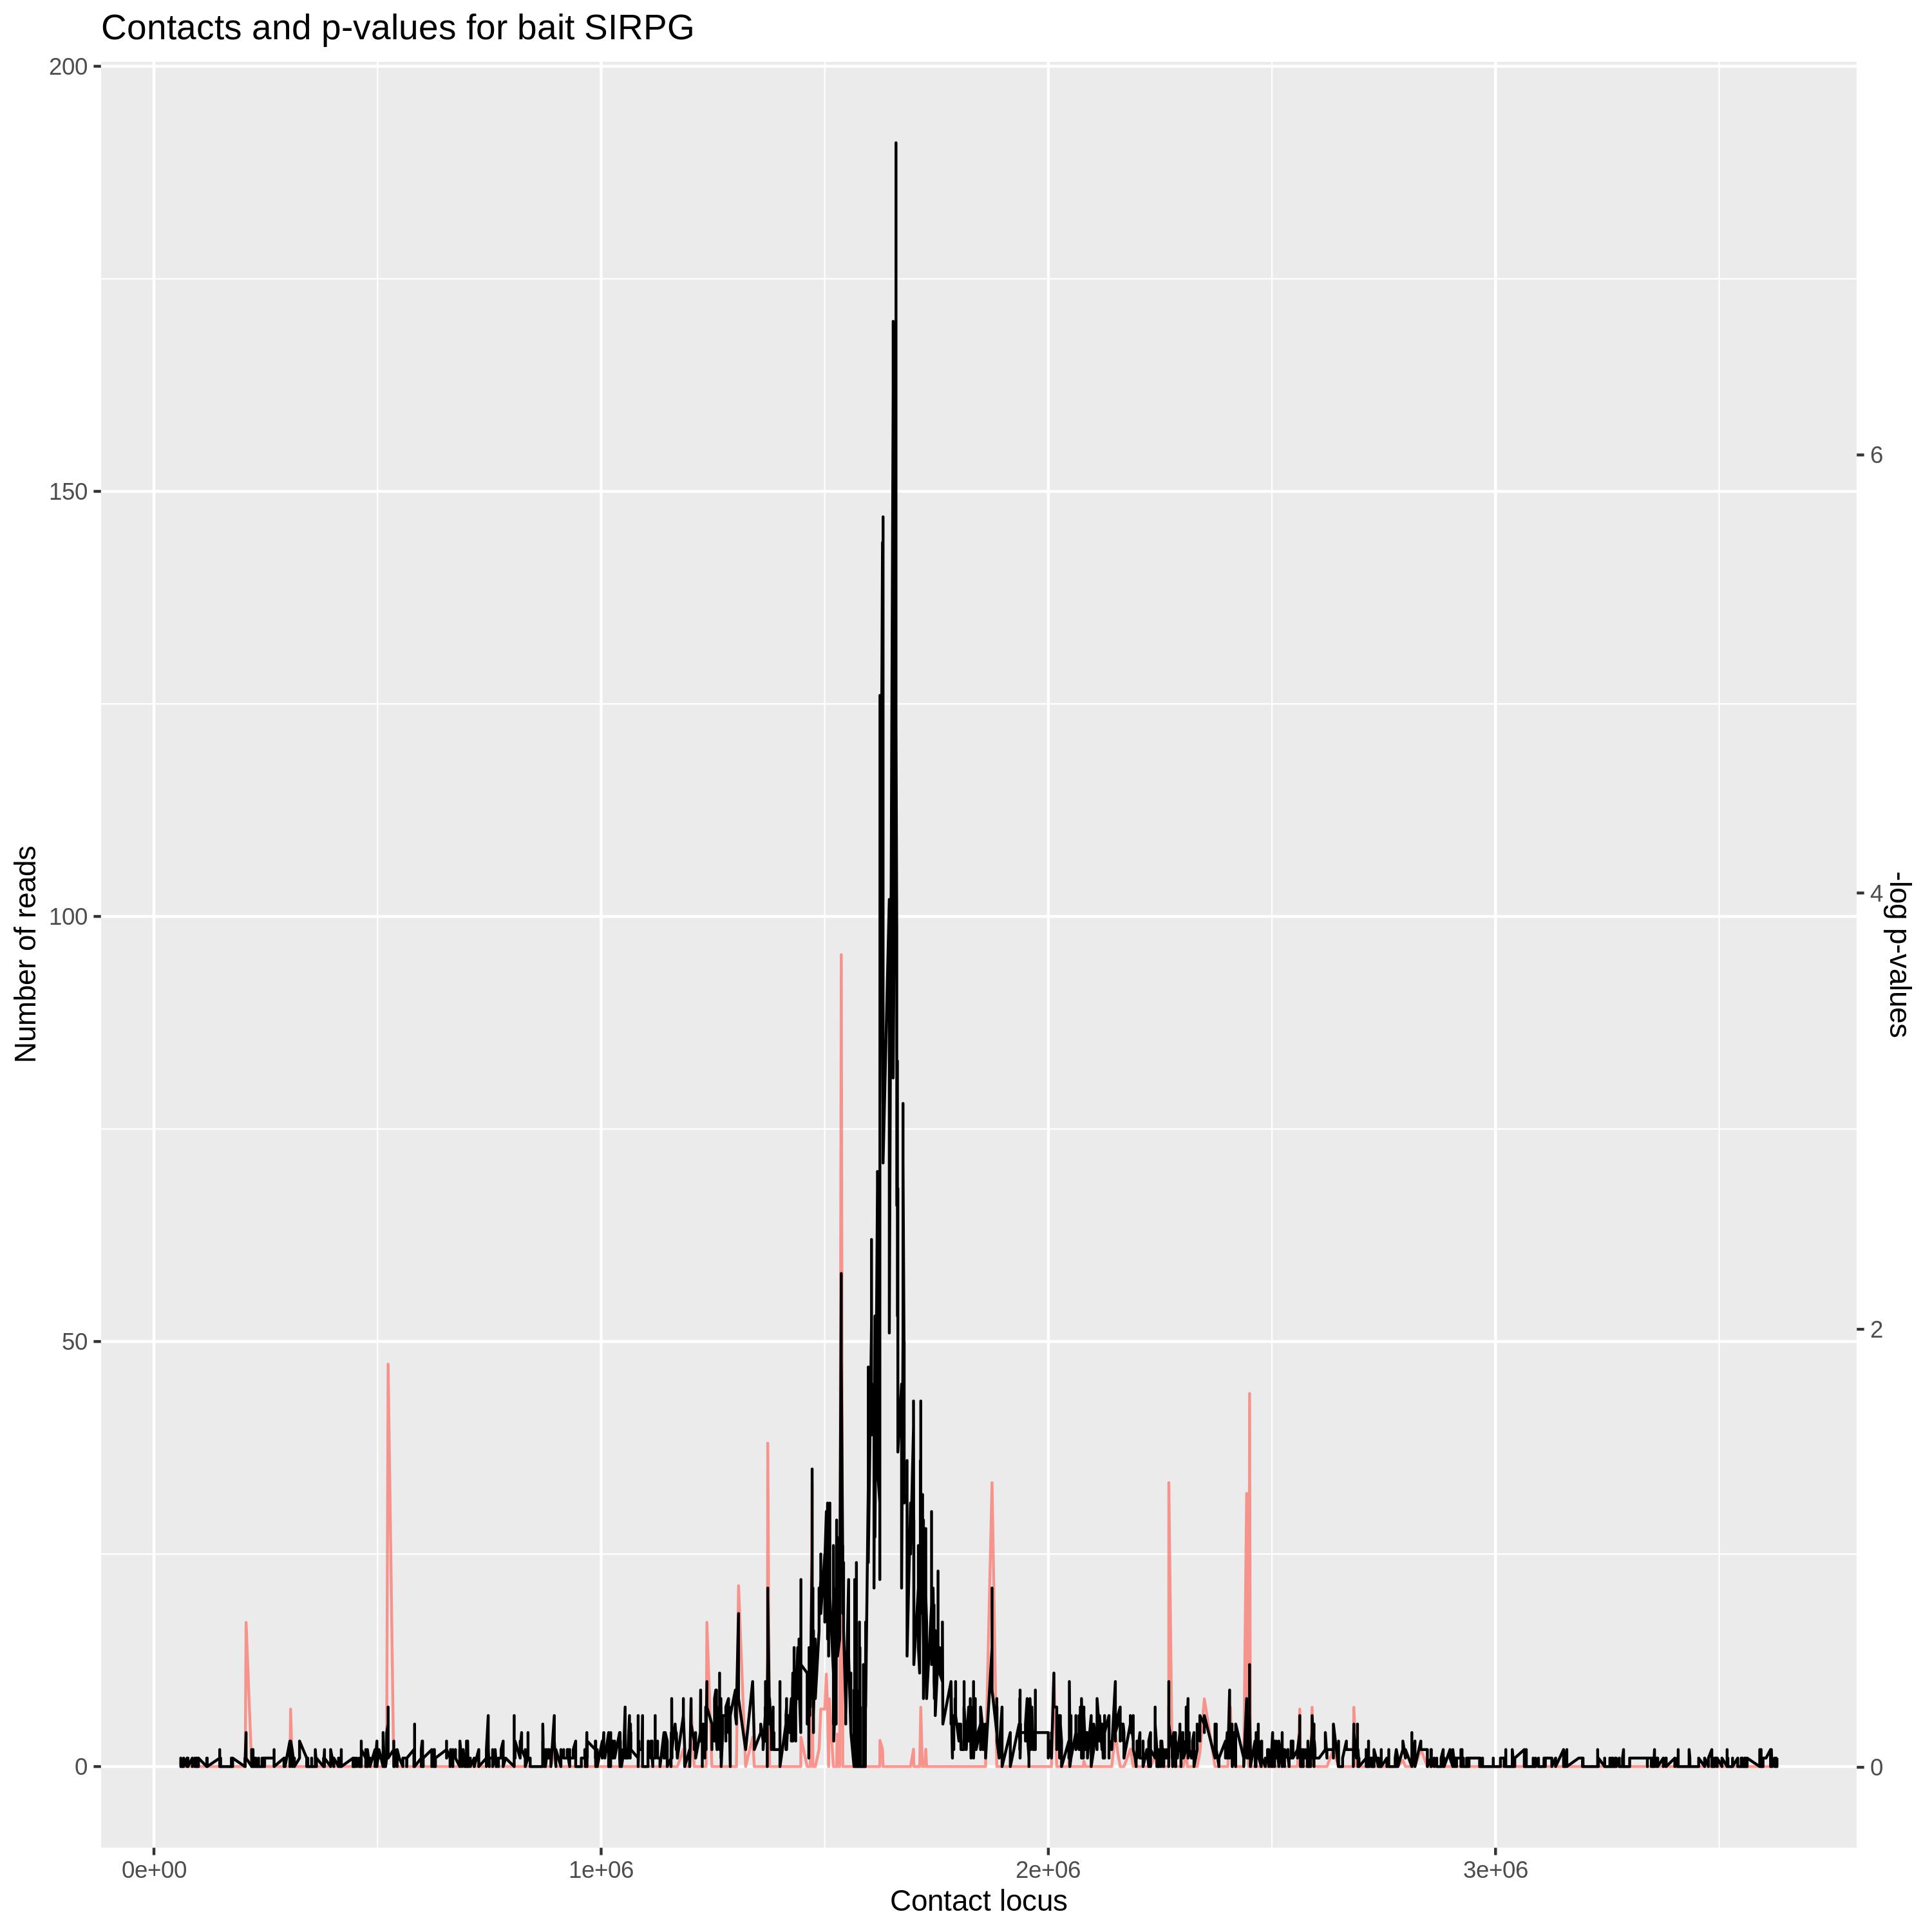 Contacts and p-values for bait SIRPG
200
150
100
50
0
Number of reads
6
4
2
0
-log p-values
0e+00 1e+06 2e+06 3e+06
Contact locus